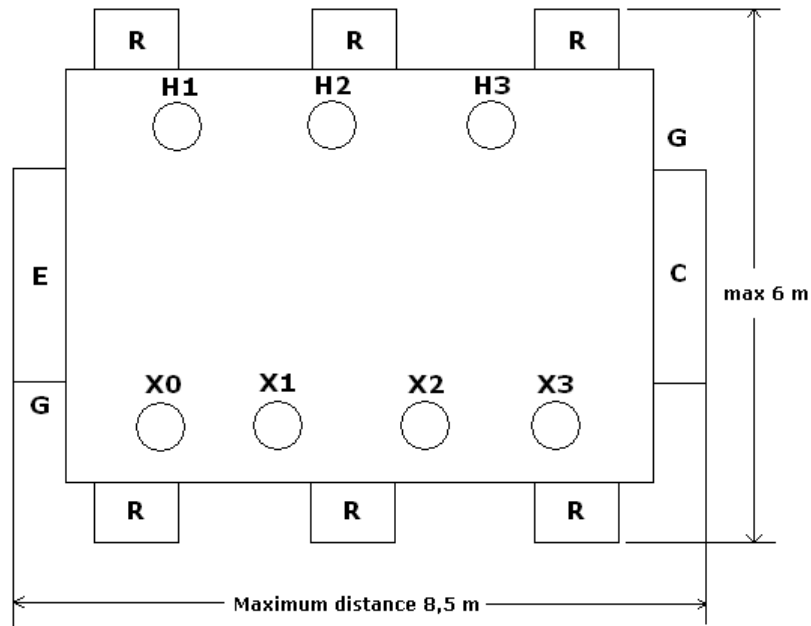 R R R
H1 H2 H3
G
E C
max 6 m
X0 X1 X2 X3
G
R R R
Maximum distance 8,5 m